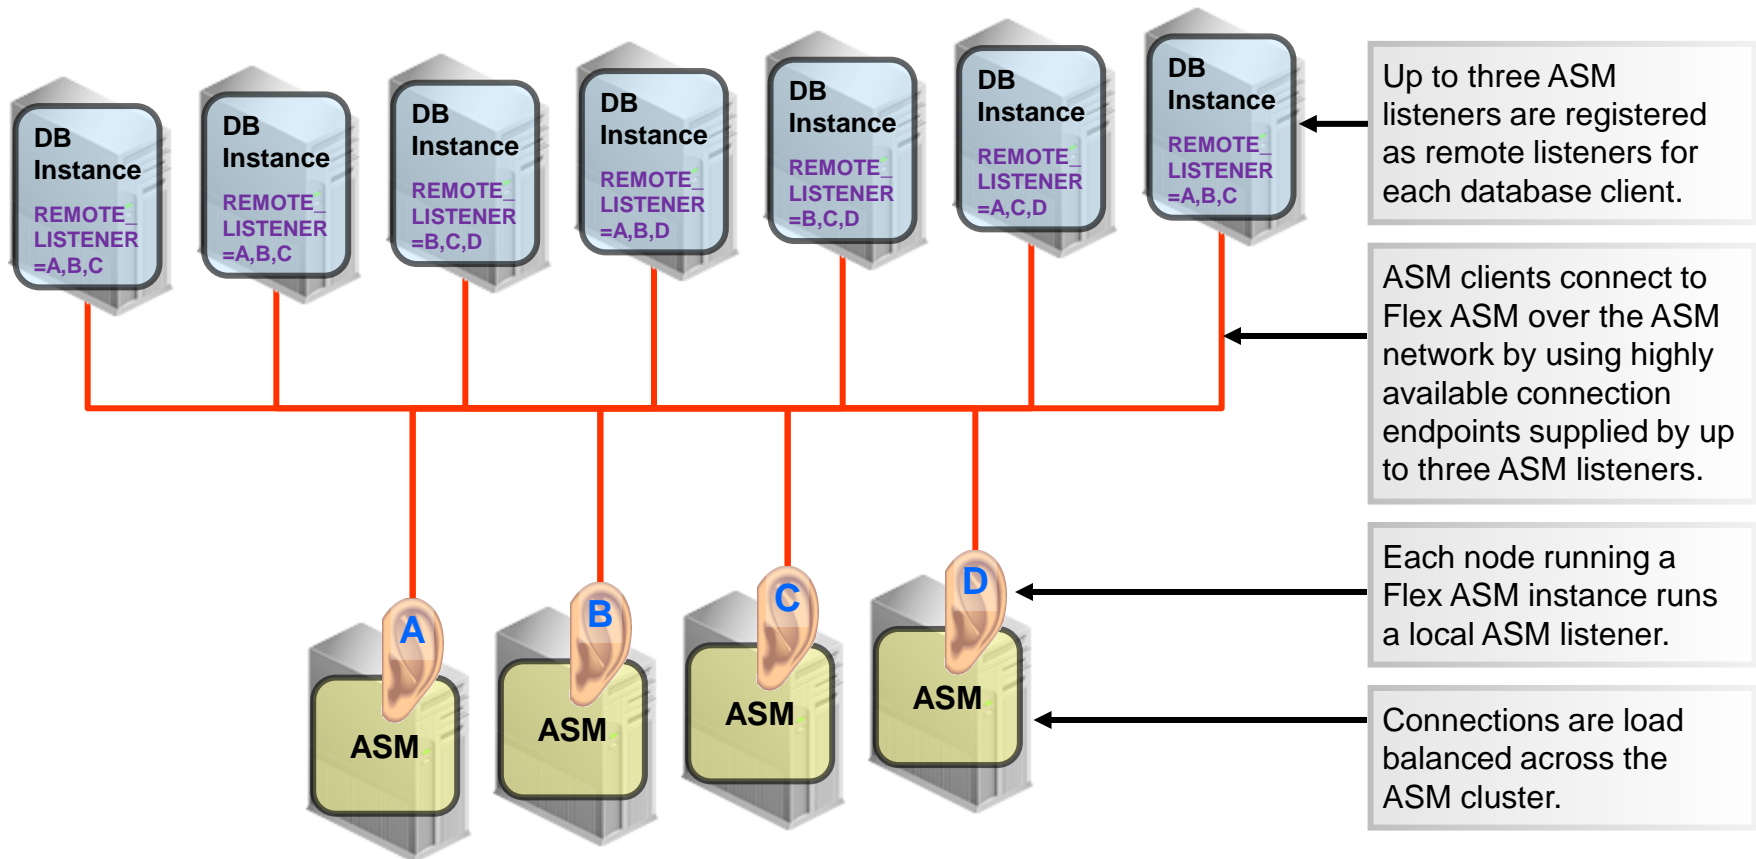 DB
Instance
REMOTE_
LISTENER
=A,B,C
DB
Instance
REMOTE_
LISTENER
=A,B,C
DB
Instance
REMOTE_
LISTENER
=B,C,D
DB
Instance
REMOTE_
LISTENER
=A,B,D
DB
Instance
REMOTE_
LISTENER
=B,C,D
DB
Instance
REMOTE_
LISTENER
=A,C,D
DB
Instance
REMOTE_
LISTENER
=A,B,C
Up to three ASM
listeners are registered
as remote listeners for
each database client.
ASM clients connect to
Flex ASM over the ASM
network by using highly
available connection
endpoints supplied by up
to three ASM listeners.
A
ASM
B
ASM
C
ASM
D
ASM
Each node running a
Flex ASM instance runs
a local ASM listener.
Connections are load
balanced across the
ASM cluster.